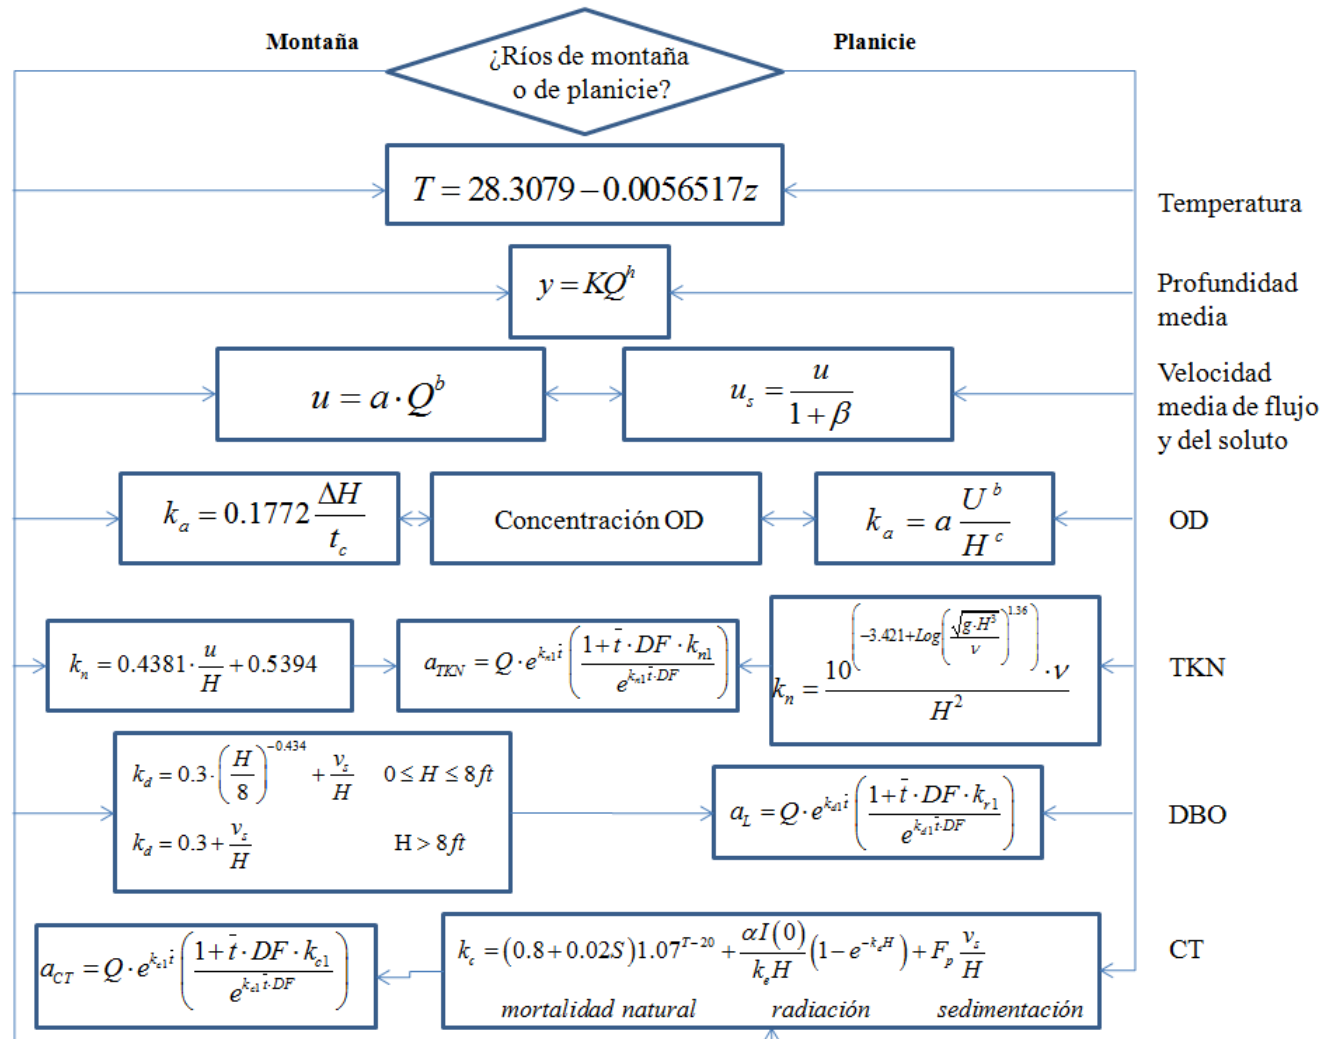 Montaña
¿Ríos de montaña
o de planicie?
Planicie
T = 28.3079 − 0.0056517z
Temperatura
y = KQ^h
Profundidad
media
u = a · Q^b
u_s = u / (1 + β)
Velocidad
media de flujo
y del soluto
k_a = 0.1772 ΔH / t_c
Concentración OD
k_a = a U^b / H^c
OD
k_n = 0.4381 · u / H + 0.5394
a_TKN = Q · e^(k_n1 t̄) ((1 + t̄ · DF · k_n1) / e^(k_n1 t̄·DF))
k_n = 10^(−3.421+Log(√(g·H³) / ν)^1.36) · ν / H²
TKN
k_d = 0.3 · (H / 8)^−0.434 + v_s / H 0 ≤ H ≤ 8 ft
k_d = 0.3 + v_s / H H > 8 ft
a_L = Q · e^(k_d1 t̄) ((1 + t̄ · DF · k_r1) / e^(k_d1 t̄·DF))
DBO
a_CT = Q · e^(k_c1 t̄) ((1 + t̄ · DF · k_c1) / e^(k_c1 t̄·DF))
k_c = (0.8 + 0.02S) 1.07^(T−20) + αI(0) / k_e H (1 − e^(−k_e H)) + F_p v_s / H
mortalidad natural radiación sedimentación
CT